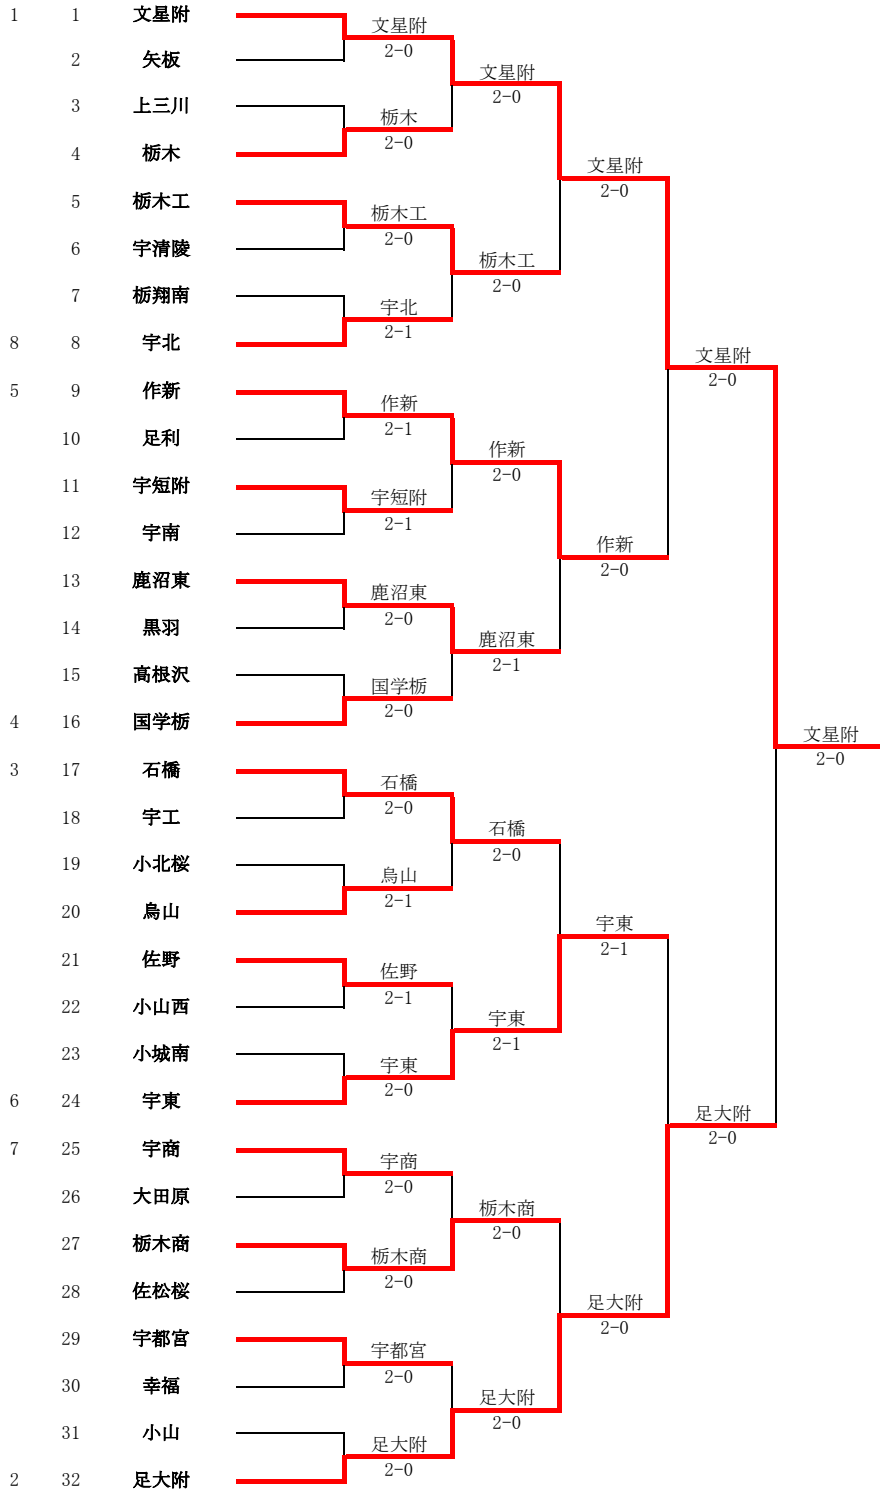 1 1 文星附
文星附
2-0
2 矢板
文星附
2-0
3 上三川
栃木
2-0
4 栃木
文星附
2-0
5 栃木工
栃木工
2-0
6 宇清陵
栃木工
2-0
7 栃翔南
宇北
2-1
8 8 宇北
文星附
2-0
5 9 作新
作新
2-1
10 足利
作新
2-0
11 宇短附
宇短附
2-1
12 宇南
作新
2-0
13 鹿沼東
鹿沼東
2-0
14 黒羽
鹿沼東
2-1
15 高根沢
国学栃
2-0
4 16 国学栃
文星附
2-0
3 17 石橋
石橋
2-0
18 宇工
石橋
2-0
19 小北桜
烏山
2-1
20 烏山
宇東
2-1
21 佐野
佐野
2-1
22 小山西
宇東
2-1
23 小城南
宇東
2-0
6 24 宇東
足大附
2-0
7 25 宇商
宇商
2-0
26 大田原
栃木商
2-0
27 栃木商
栃木商
2-0
28 佐松桜
足大附
2-0
29 宇都宮
宇都宮
2-0
30 幸福
足大附
2-0
31 小山
足大附
2-0
2 32 足大附